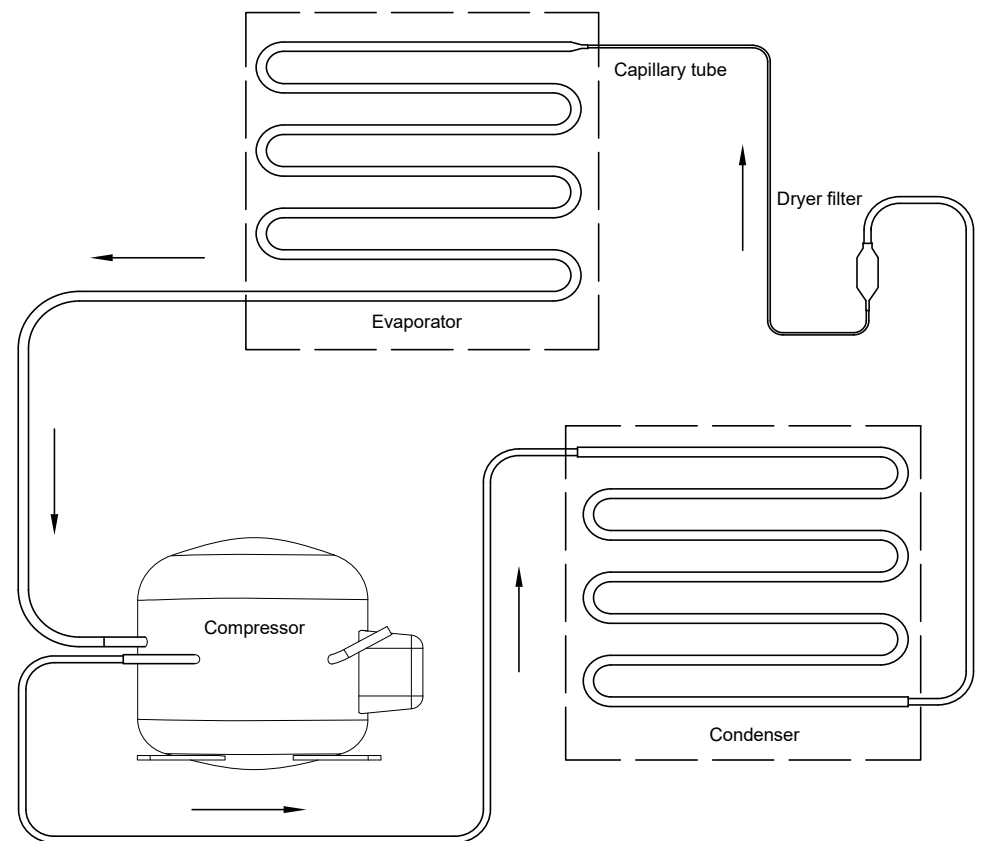 Capillary tube
Dryer filter
Evaporator
Compressor
Condenser